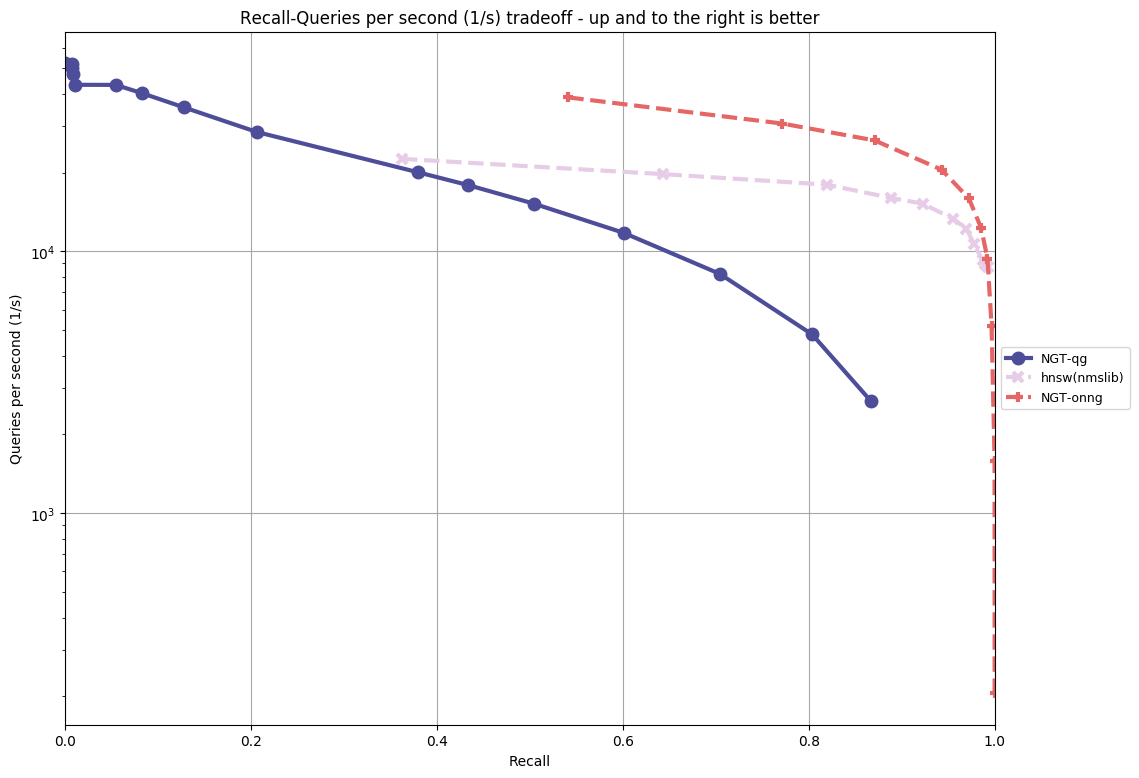 Recall-Queries per second (1/s) tradeoff - up and to the right is better
Queries per second (1/s)
10^4
10^3
0.0 0.2 0.4 0.6 0.8 1.0
Recall
NGT-qg
hnsw(nmslib)
NGT-onng